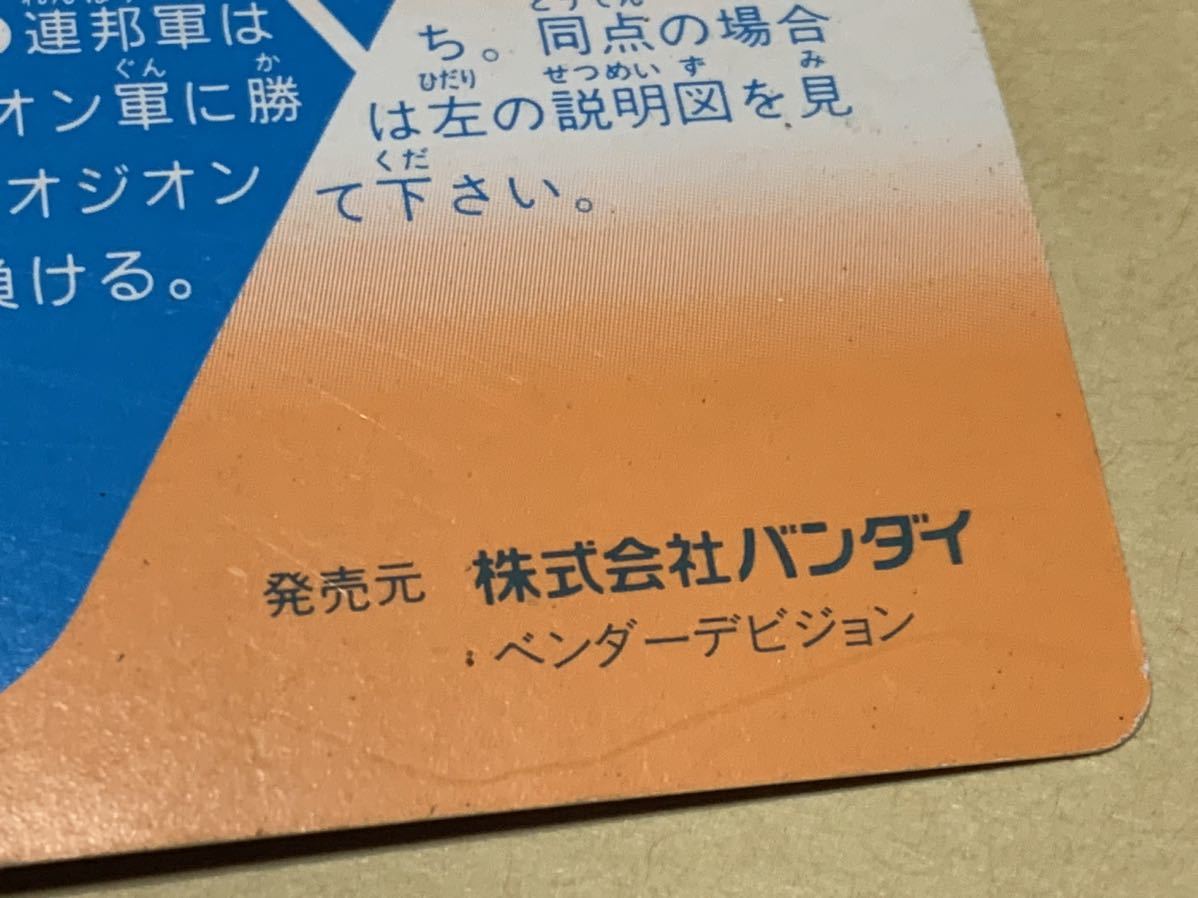 ●連邦軍は
オン軍に勝
オジオン
負ける。
ち。同点の場合
は左の説明図を見
て下さい。
発売元 株式会社バンダイ
ベンダーデビジョン